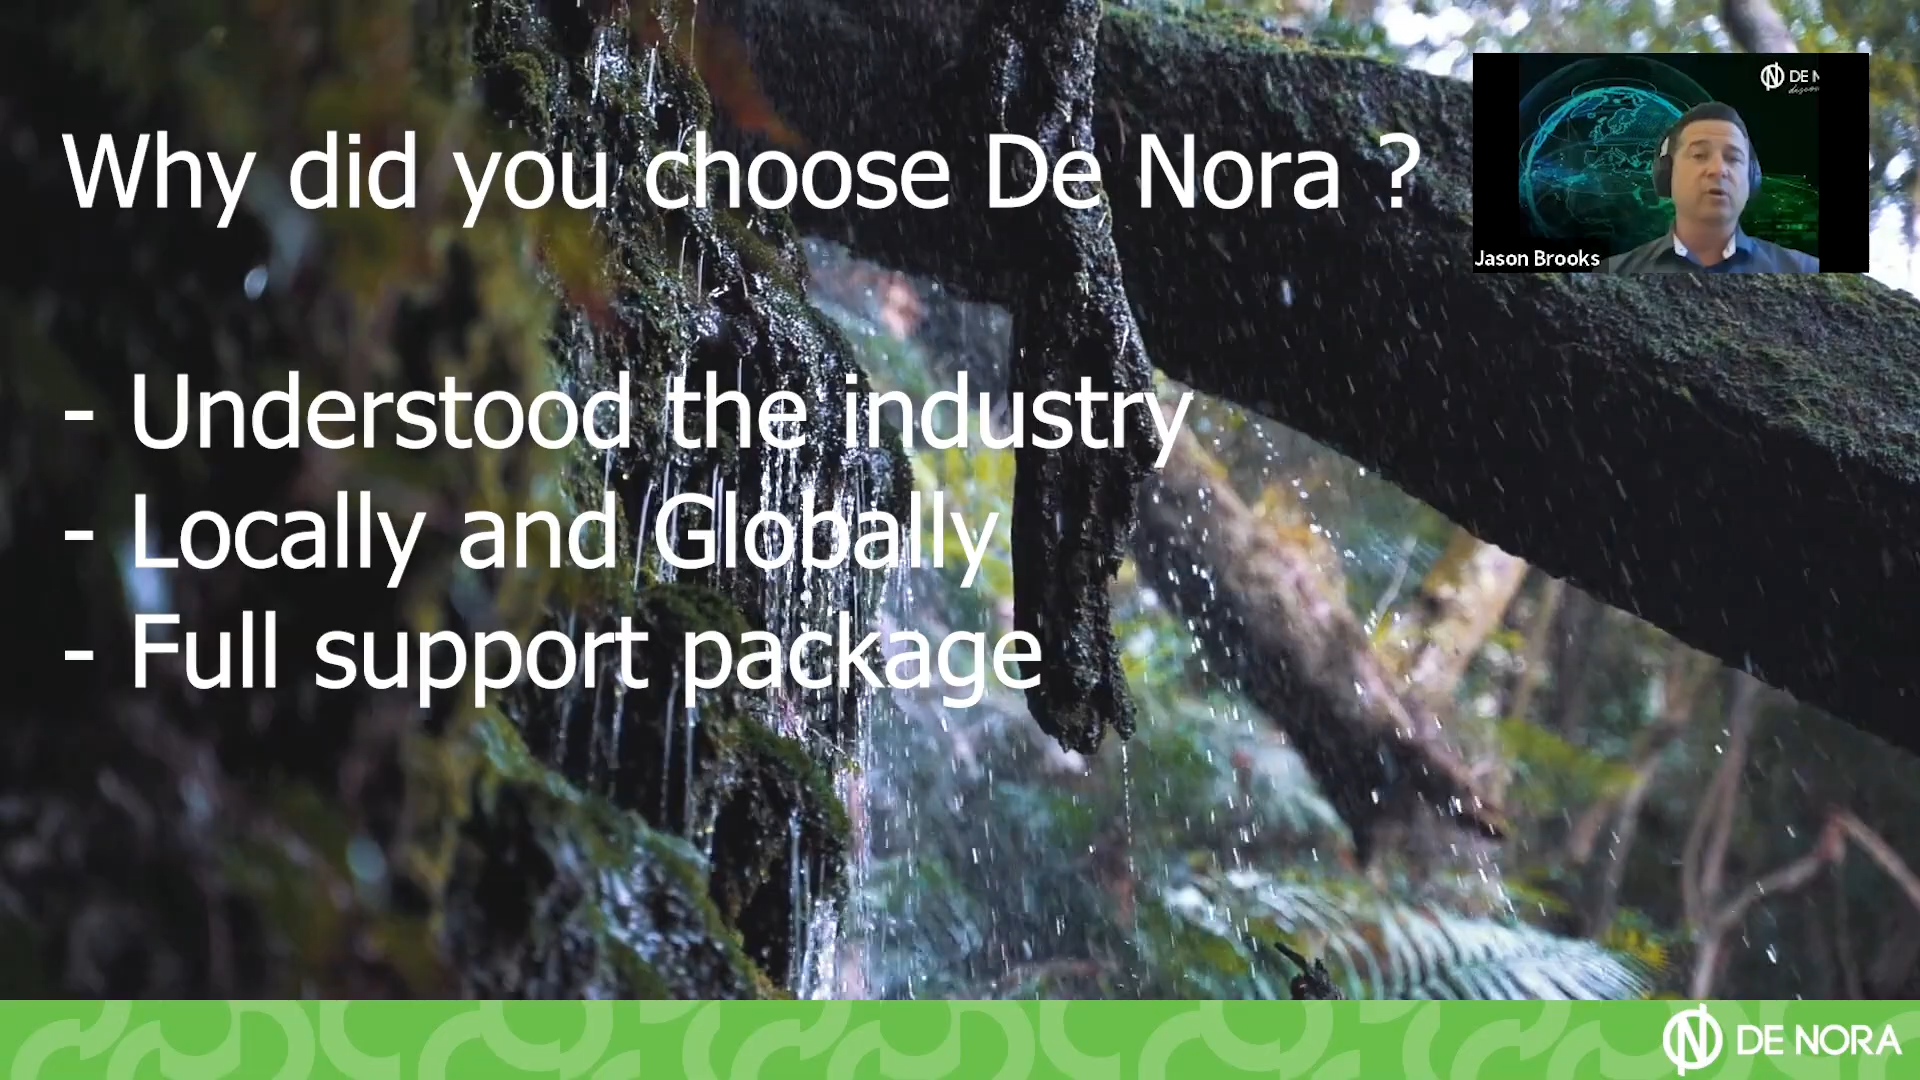 Why did you choose De Nora ?
- Understood the industry
- Locally and Globally
- Full support package
DE N
Jason Brooks
DE NORA